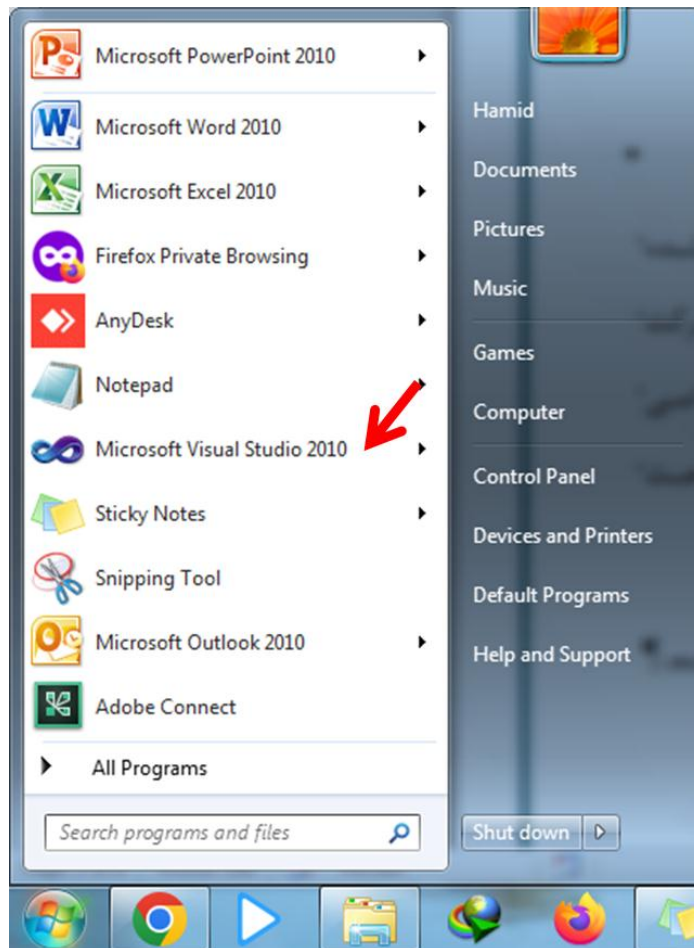 Microsoft PowerPoint 2010
Microsoft Word 2010
Microsoft Excel 2010
Firefox Private Browsing
AnyDesk
Notepad
Microsoft Visual Studio 2010
Sticky Notes
Snipping Tool
Microsoft Outlook 2010
Adobe Connect
All Programs
Search programs and files
Hamid
Documents
Pictures
Music
Games
Computer
Control Panel
Devices and Printers
Default Programs
Help and Support
Shut down